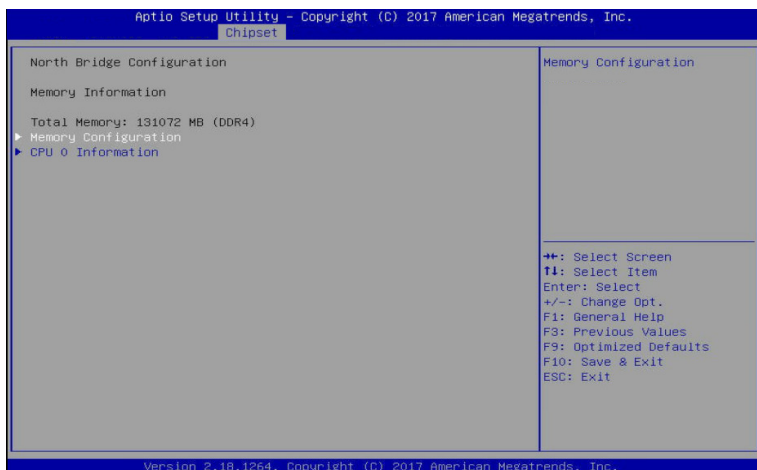 Aptio Setup Utility – Copyright (C) 2017 American Megatrends, Inc.
Chipset
North Bridge Configuration
Memory Information
Total Memory: 131072 MB (DDR4)
▶ Memory Configuration
▶ CPU 0 Information
Memory Configuration
→←: Select Screen
↑↓: Select Item
Enter: Select
+/-: Change Opt.
F1: General Help
F3: Previous Values
F9: Optimized Defaults
F10: Save & Exit
ESC: Exit
Version 2.18.1264. Copyright (C) 2017 American Megatrends, Inc.